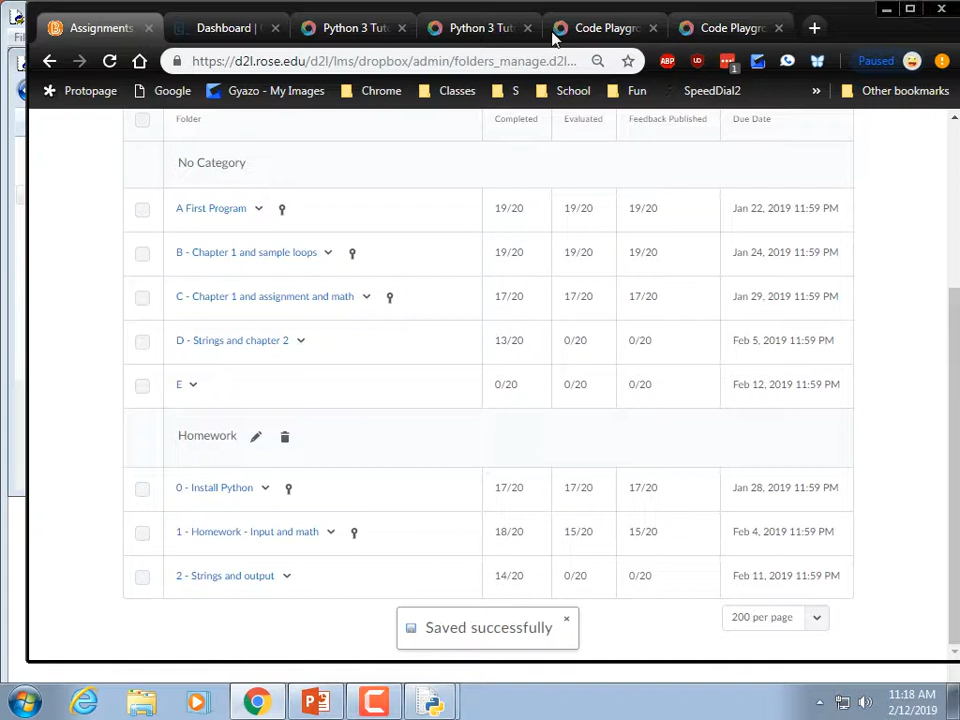 Assignments
Dashboard |
Python 3 Tuto
Python 3 Tuto
Code Playgro
Code Playgro
https://d2l.rose.edu/d2l/lms/dropbox/admin/folders_manage.d2l...
ABP
1
Paused
Protopage
Google
Gyazo - My Images
Chrome
Classes
S
School
Fun
SpeedDial2
»
Other bookmarks
Folder Completed Evaluated Feedback Published Due Date
No Category
A First Program 19/20 19/20 19/20 Jan 22, 2019 11:59 PM
B - Chapter 1 and sample loops 19/20 19/20 19/20 Jan 24, 2019 11:59 PM
C - Chapter 1 and assignment and math 17/20 17/20 17/20 Jan 29, 2019 11:59 PM
D - Strings and chapter 2 13/20 0/20 0/20 Feb 5, 2019 11:59 PM
E 0/20 0/20 0/20 Feb 12, 2019 11:59 PM
Homework
0 - Install Python 17/20 17/20 17/20 Jan 28, 2019 11:59 PM
1 - Homework - Input and math 18/20 15/20 15/20 Feb 4, 2019 11:59 PM
2 - Strings and output 14/20 0/20 0/20 Feb 11, 2019 11:59 PM
200 per page
Saved successfully
11:18 AM
2/12/2019